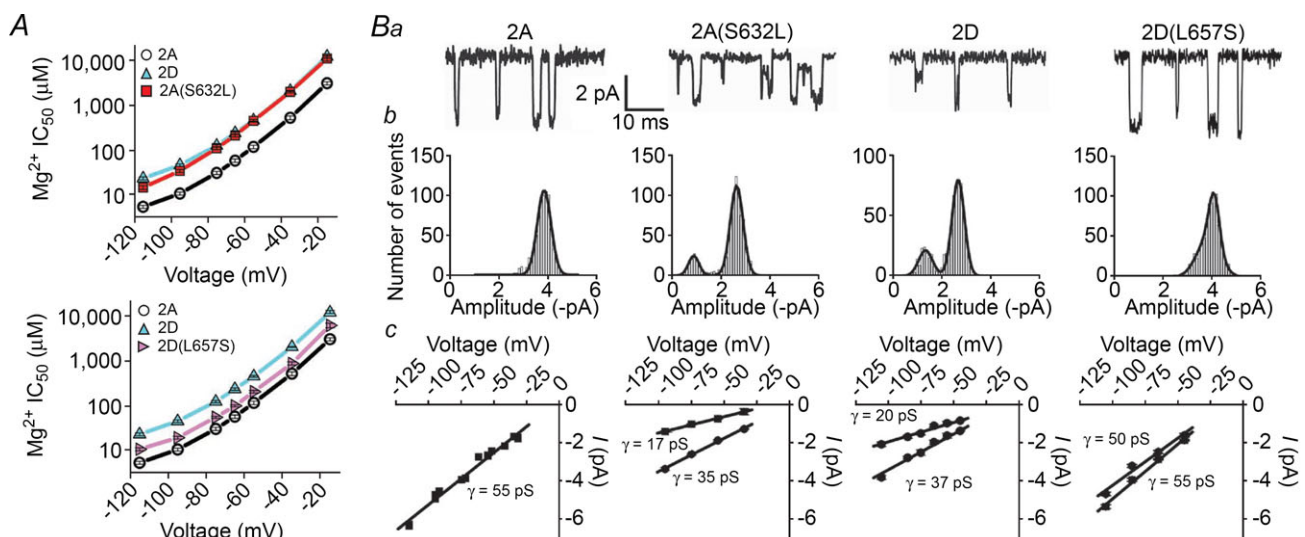 A
Mg2+ IC50 (µM)
10,000
1,000
100
10
2A
2D
2A(S632L)
-120
-100
-80
-60
-40
-20
Voltage (mV)
Mg2+ IC50 (µM)
10,000
1,000
100
10
2A
2D
2D(L657S)
-120
-100
-80
-60
-40
-20
Voltage (mV)
Ba
2A
2A(S632L)
2D
2D(L657S)
2 pA
10 ms
b
Number of events
150
100
50
0
0 2 4 6
Amplitude (-pA)
150
100
50
0
0 2 4 6
Amplitude (-pA)
100
50
0
0 2 4 6
Amplitude (-pA)
150
100
50
0
0 2 4 6
Amplitude (-pA)
c
Voltage (mV)
-125
-100
-75
-50
0
0
-2
-4
-6
I (pA)
γ = 55 pS
Voltage (mV)
-125
-100
-75
-50
0
0
-2
-4
-6
I (pA)
γ = 17 pS
γ = 35 pS
Voltage (mV)
-125
-100
-75
-50
0
0
-2
-4
-6
I (pA)
γ = 20 pS
γ = 37 pS
Voltage (mV)
-125
-100
-75
-50
0
0
-2
-4
-6
I (pA)
γ = 50 pS
γ = 55 pS